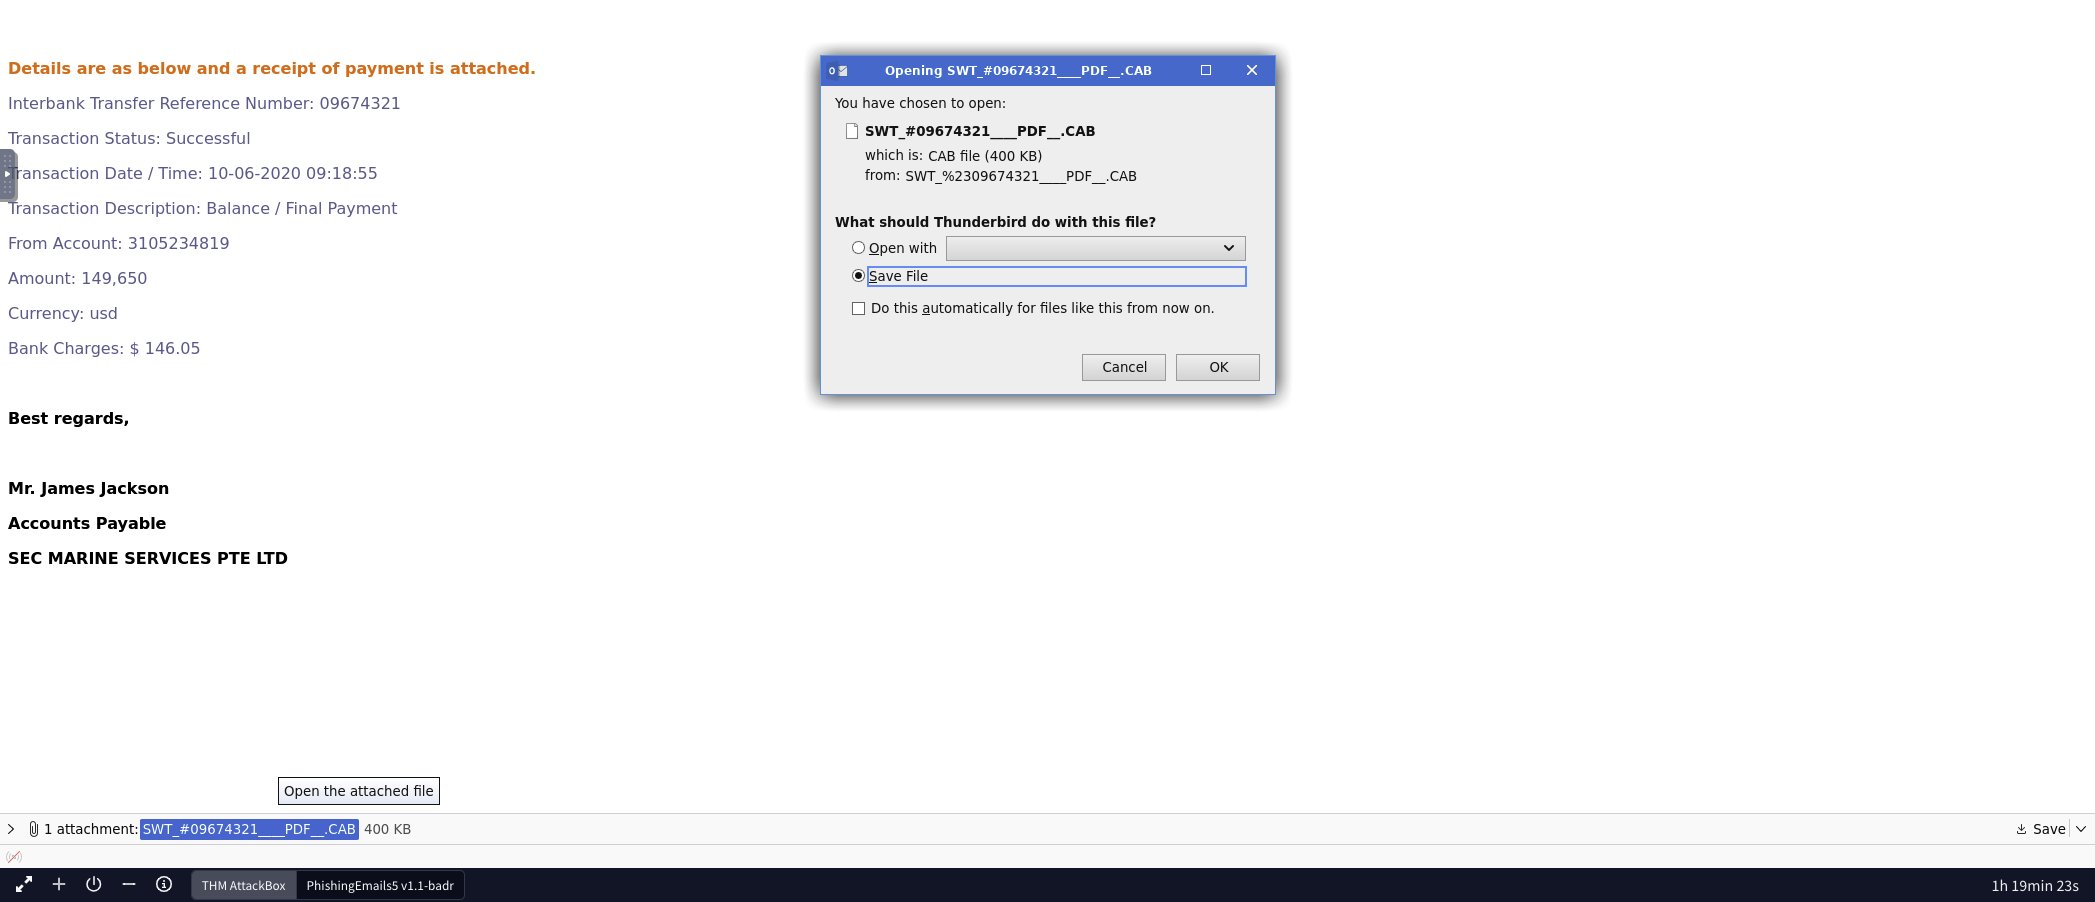 Details are as below and a receipt of payment is attached.
Interbank Transfer Reference Number: 09674321
Transaction Status: Successful
Transaction Date / Time: 10-06-2020 09:18:55
Transaction Description: Balance / Final Payment
From Account: 3105234819
Amount: 149,650
Currency: usd
Bank Charges: $ 146.05
Best regards,
Mr. James Jackson
Accounts Payable
SEC MARINE SERVICES PTE LTD
Opening SWT_#09674321____PDF__.CAB
You have chosen to open:
SWT_#09674321____PDF__.CAB
which is: CAB file (400 KB)
from: SWT_%2309674321____PDF__.CAB
What should Thunderbird do with this file?
Open with
Save File
Do this automatically for files like this from now on.
Cancel OK
Open the attached file
1 attachment: SWT_#09674321____PDF__.CAB 400 KB Save
THM AttackBox PhishingEmails5 v1.1-badr 1h 19min 23s